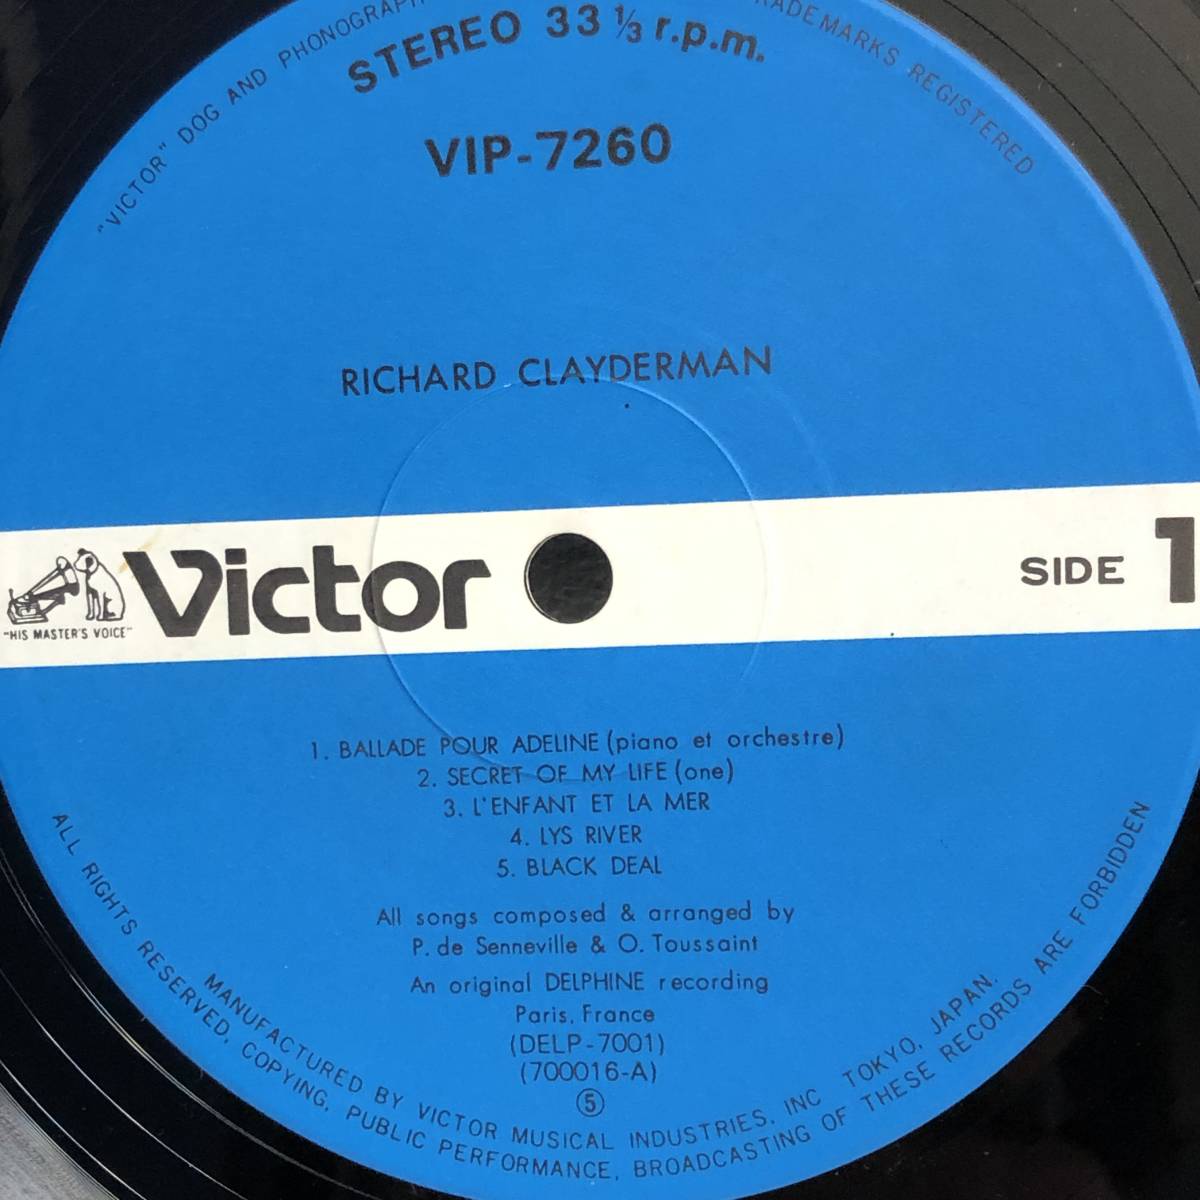 "VICTOR" DOG AND PHONOGRAPH
TRADEMARKS REGISTERED
STEREO 33 1/3 r.p.m.
VIP-7260
RICHARD CLAYDERMAN
"HIS MASTER'S VOICE"
Victor
SIDE 1
1. BALLADE POUR ADELINE (piano et orchestre)
2. SECRET OF MY LIFE (one)
3. L'ENFANT ET LA MER
4. LYS RIVER
5. BLACK DEAL
All songs composed & arranged by
P. de Senneville & O. Toussaint
An original DELPHINE recording
Paris, France
(DELP-7001)
(700016-A)
⑤
MANUFACTURED BY VICTOR MUSICAL INDUSTRIES, INC TOKYO, JAPAN.
ALL RIGHTS RESERVED, COPYING, PUBLIC PERFORMANCE, BROADCASTING OF THESE RECORDS ARE FORBIDDEN